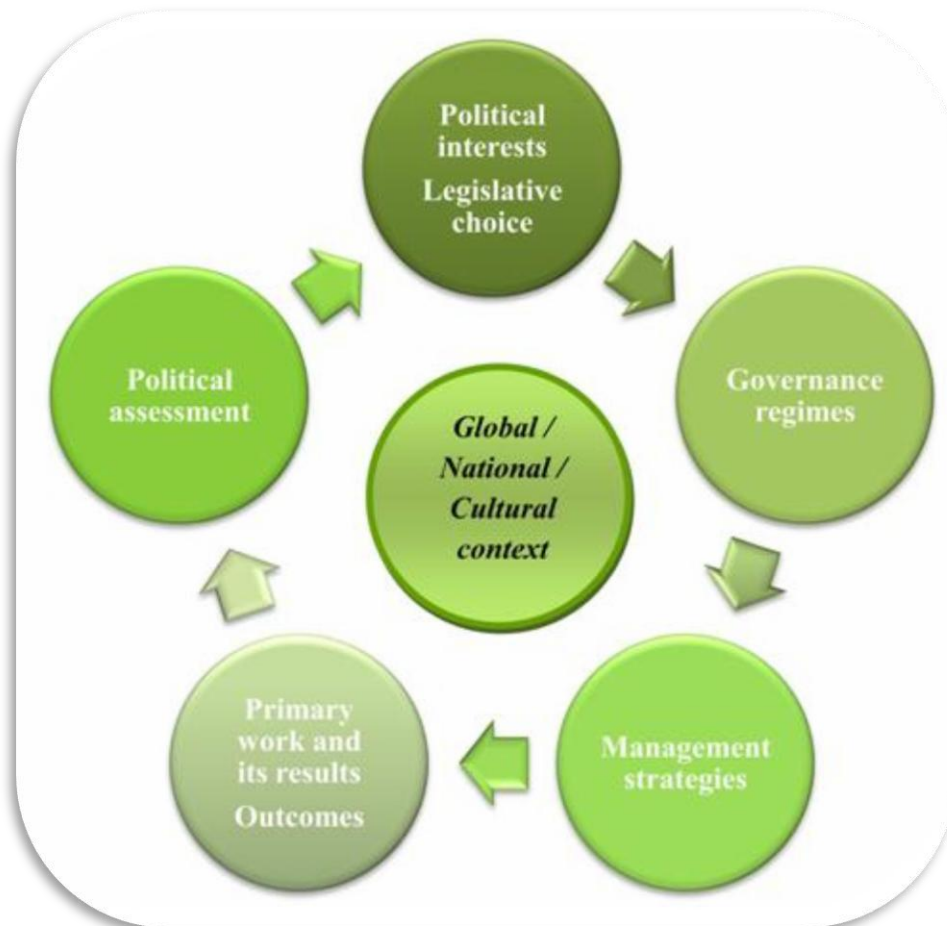 Political
interests
Legislative
choice
Governance
regimes
Management
strategies
Primary
work and
its results
Outcomes
Political
assessment
Global /
National /
Cultural
context